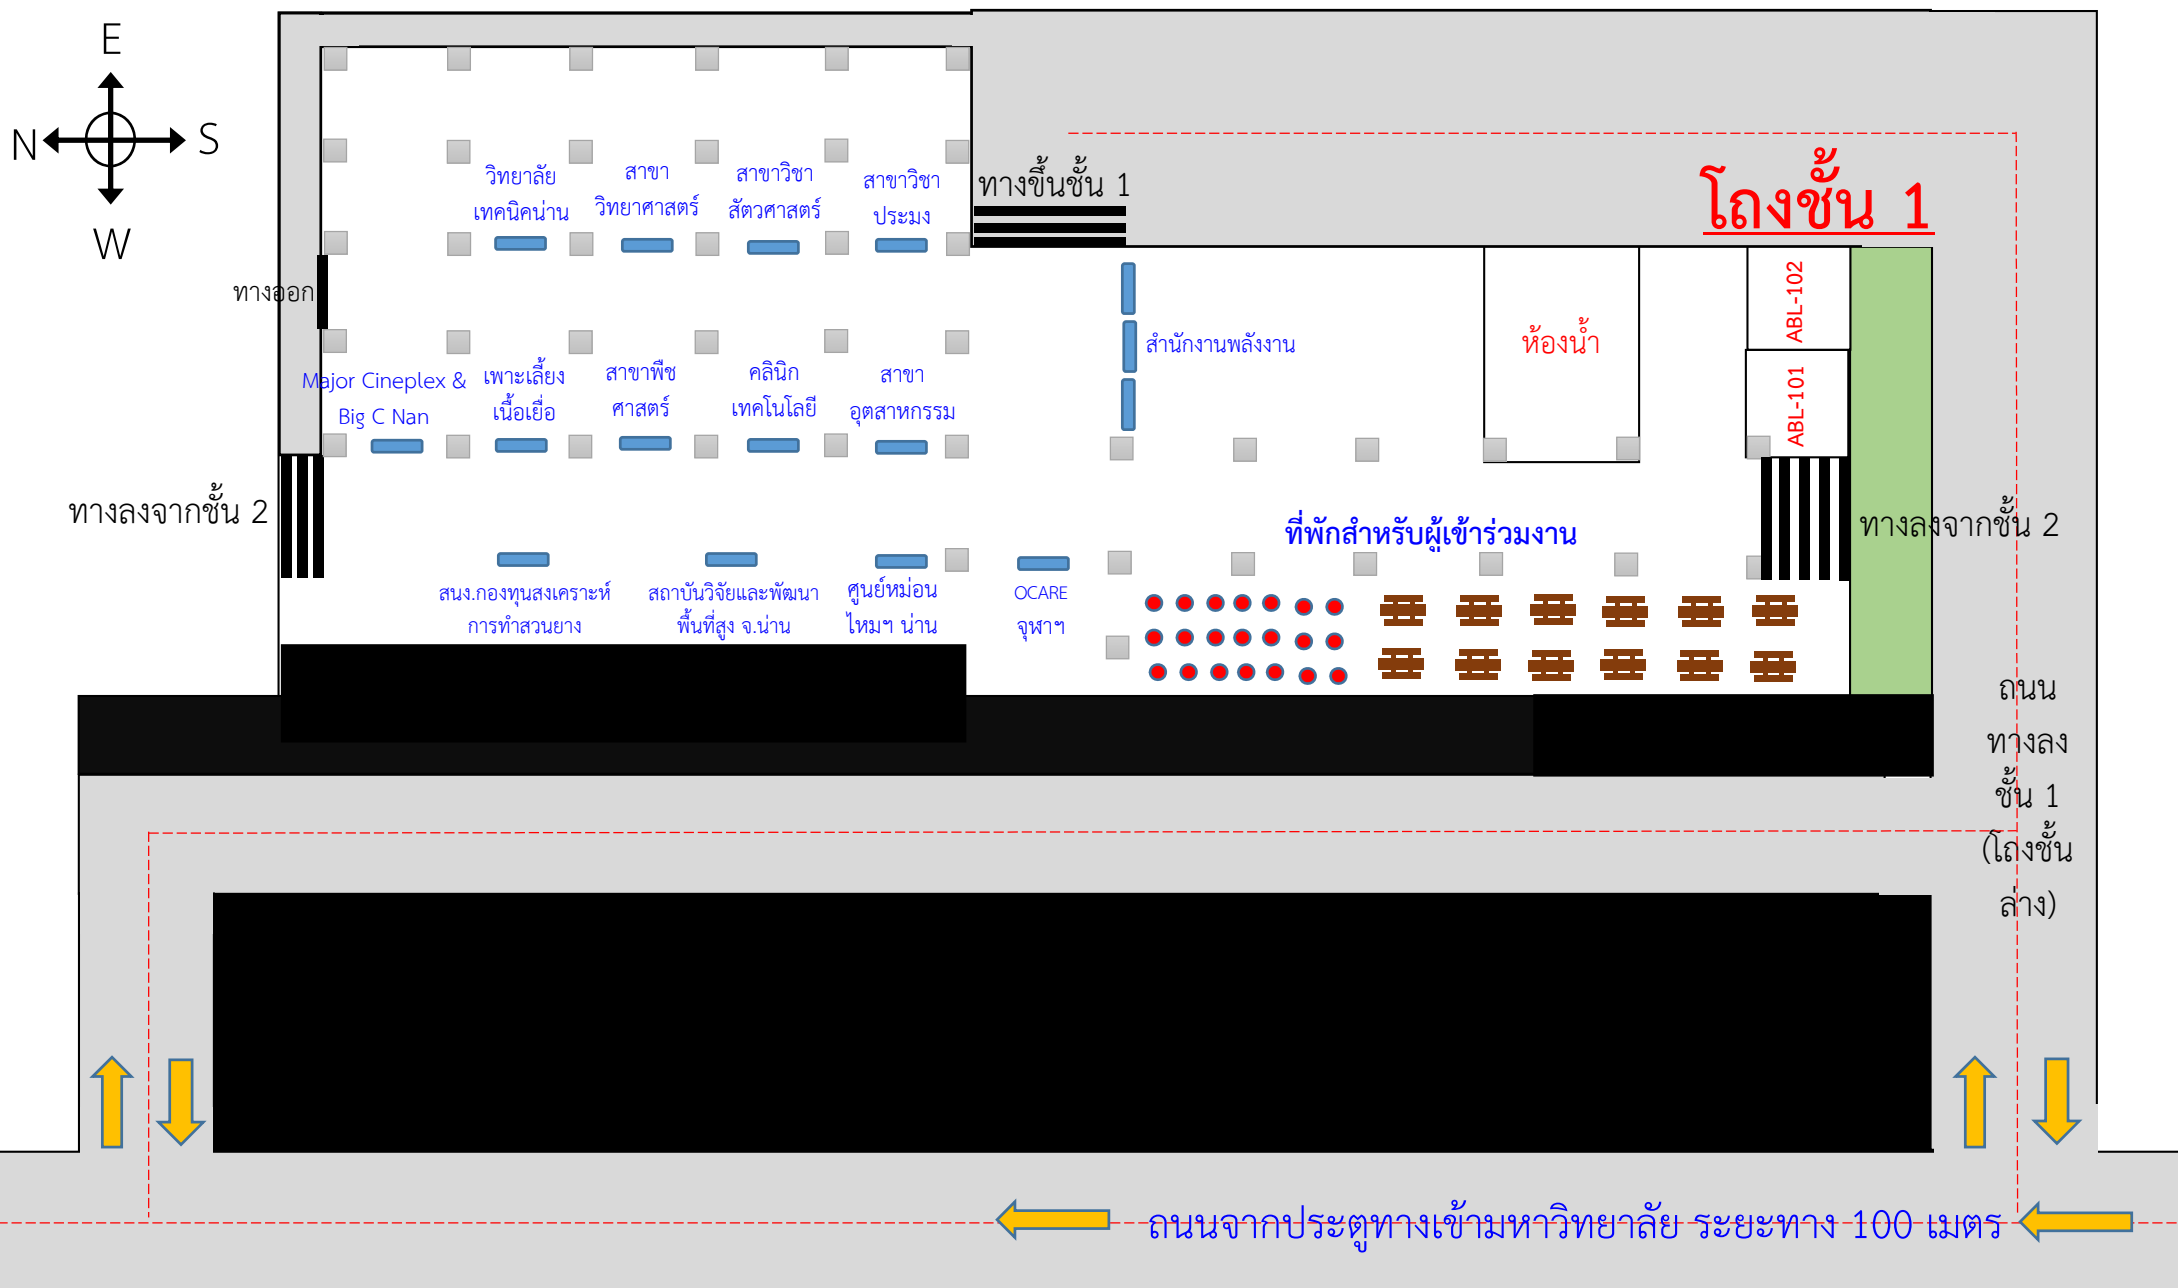 E
N
S
W
โถงชั้น 1
วิทยาลัย
เทคนิคน่าน
สาขา
วิทยาศาสตร์
สาขาวิชา
สัตวศาสตร์
สาขาวิชา
ประมง
ทางขึ้นชั้น 1
ทางออก
สำนักงานพลังงาน
ห้องน้ำ
ABL-102
ABL-101
Major Cineplex &
Big C Nan
เพาะเลี้ยง
เนื้อเยื่อ
สาขาพืช
ศาสตร์
คลินิก
เทคโนโลยี
สาขา
อุตสาหกรรม
ทางลงจากชั้น 2
ที่พักสำหรับผู้เข้าร่วมงาน
ทางลงจากชั้น 2
สนง.กองทุนสงเคราะห์
การทำสวนยาง
สถาบันวิจัยและพัฒนา
พื้นที่สูง จ.น่าน
ศูนย์หม่อน
ไหมฯ น่าน
OCARE
จุฬาฯ
ถนน
ทางลง
ชั้น 1
(โถงชั้น
ล่าง)
ถนนจากประตูทางเข้ามหาวิทยาลัย ระยะทาง 100 เมตร